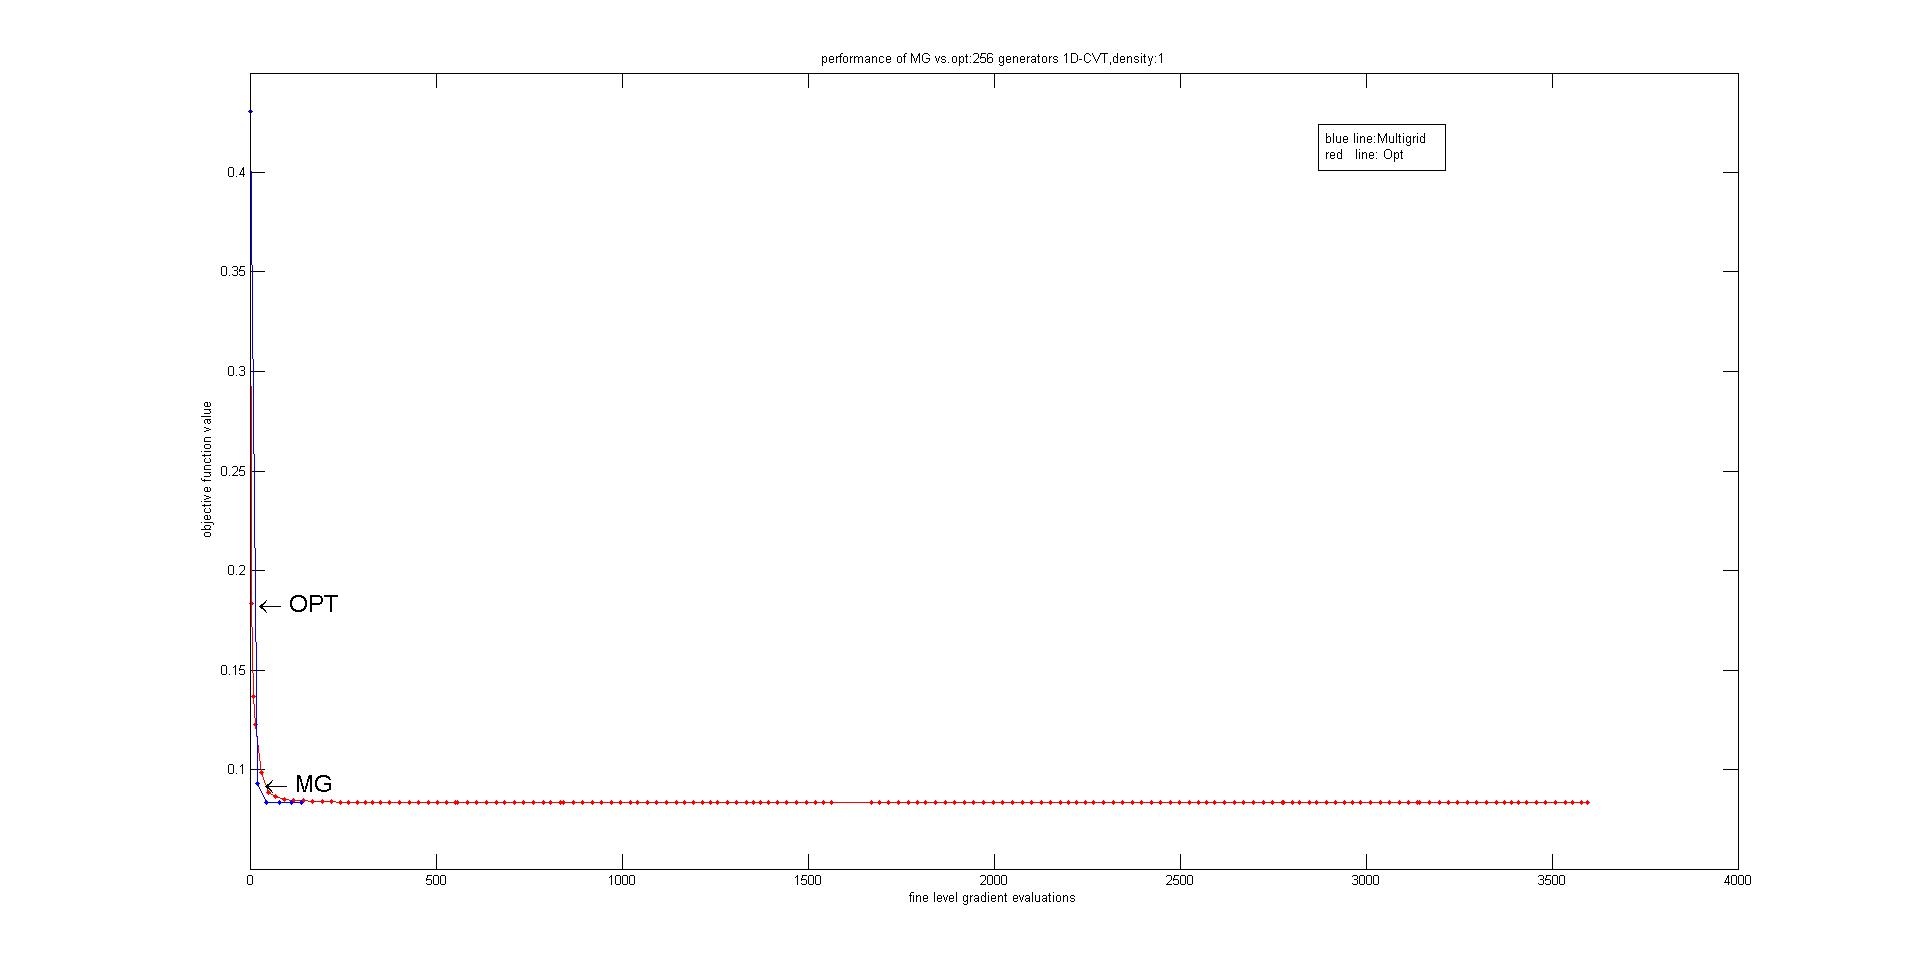 performance of MG vs.opt:256 generators 1D-CVT,density:1
blue line:Multigrid
red line: Opt
0.4
0.35
0.3
0.25
0.2
0.15
0.1
objective function value
OPT
MG
0 500 1000 1500 2000 2500 3000 3500 4000
fine level gradient evaluations